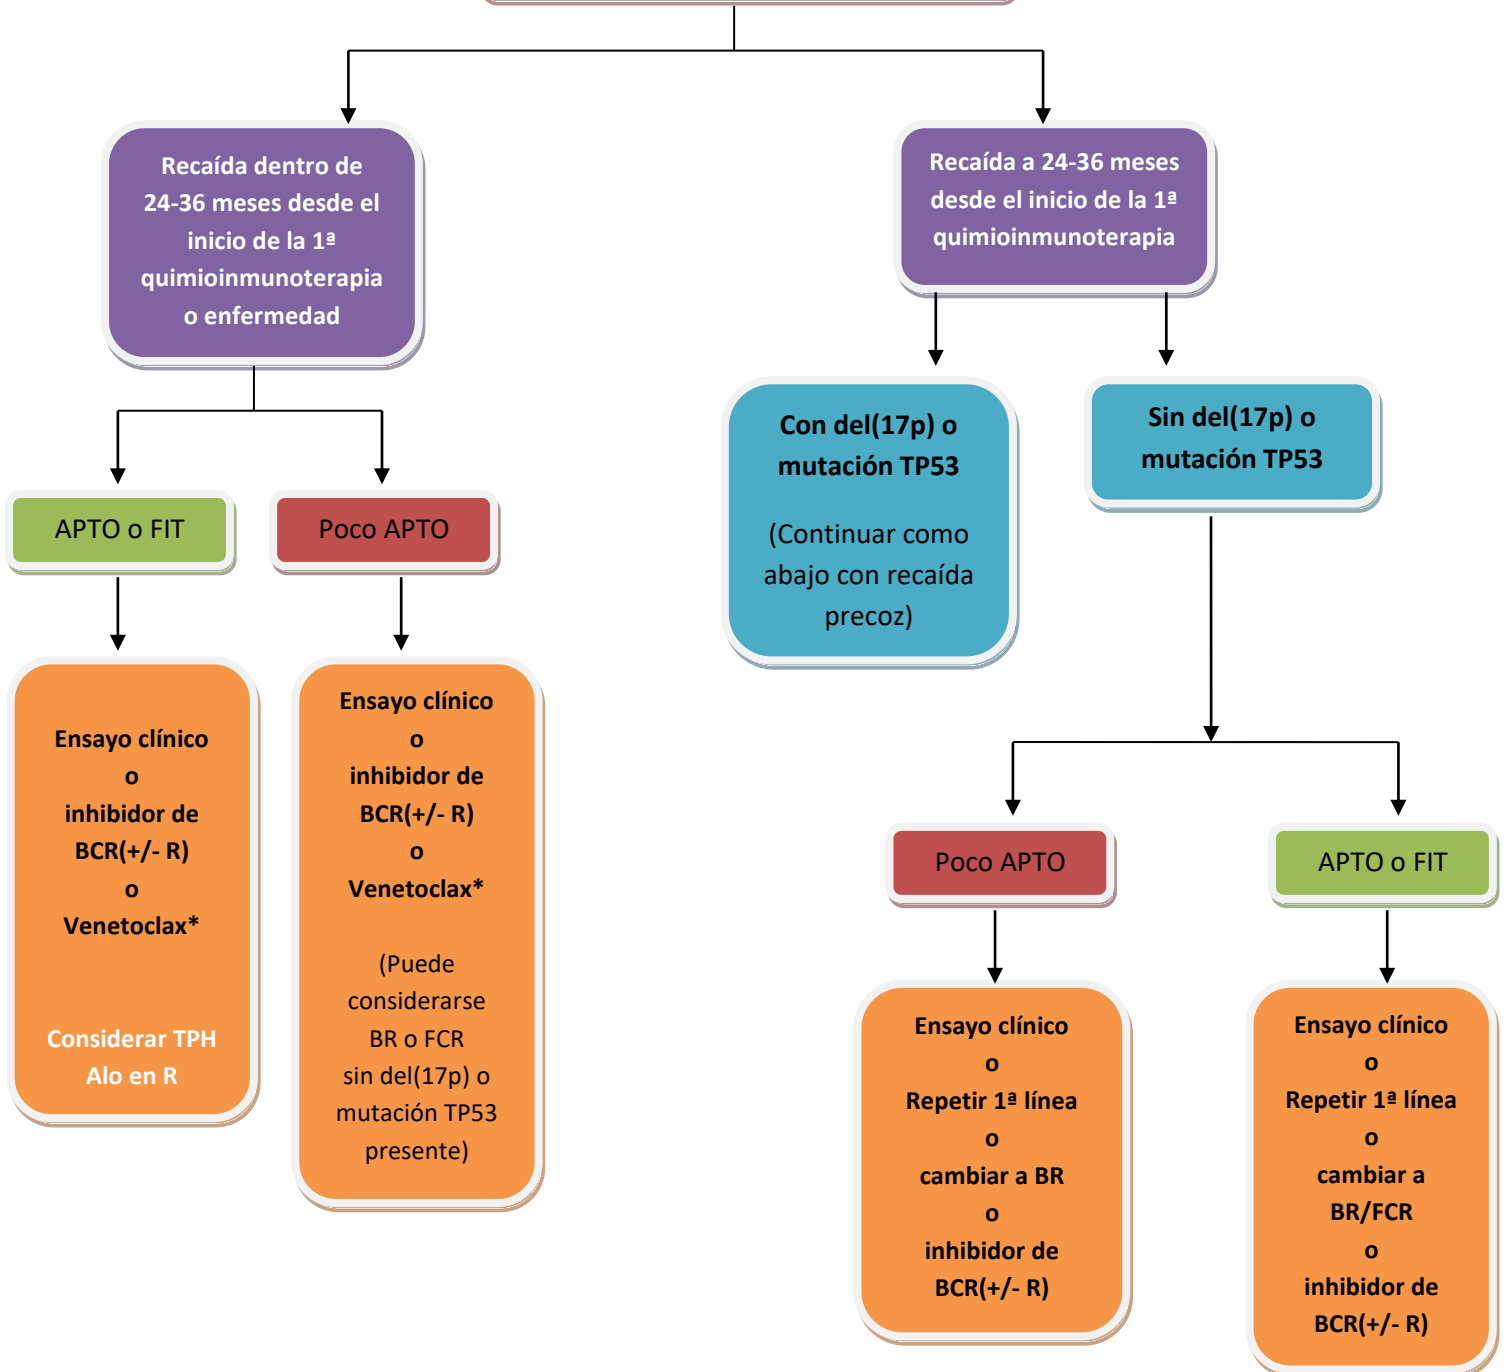 Recaída dentro de
24-36 meses desde el
inicio de la 1ª
quimioinmunoterapia
o enfermedad
Recaída a 24-36 meses
desde el inicio de la 1ª
quimioinmunoterapia
Con del(17p) o
mutación TP53
(Continuar como
abajo con recaída
precoz)
Sin del(17p) o
mutación TP53
APTO o FIT
Poco APTO
Ensayo clínico
o
inhibidor de
BCR(+/- R)
o
Venetoclax*
Considerar TPH
Alo en R
Ensayo clínico
o
inhibidor de
BCR(+/- R)
o
Venetoclax*
(Puede
considerarse
BR o FCR
sin del(17p) o
mutación TP53
presente)
Poco APTO
APTO o FIT
Ensayo clínico
o
Repetir 1ª línea
o
cambiar a BR
o
inhibidor de
BCR(+/- R)
Ensayo clínico
o
Repetir 1ª línea
o
cambiar a
BR/FCR
o
inhibidor de
BCR(+/- R)